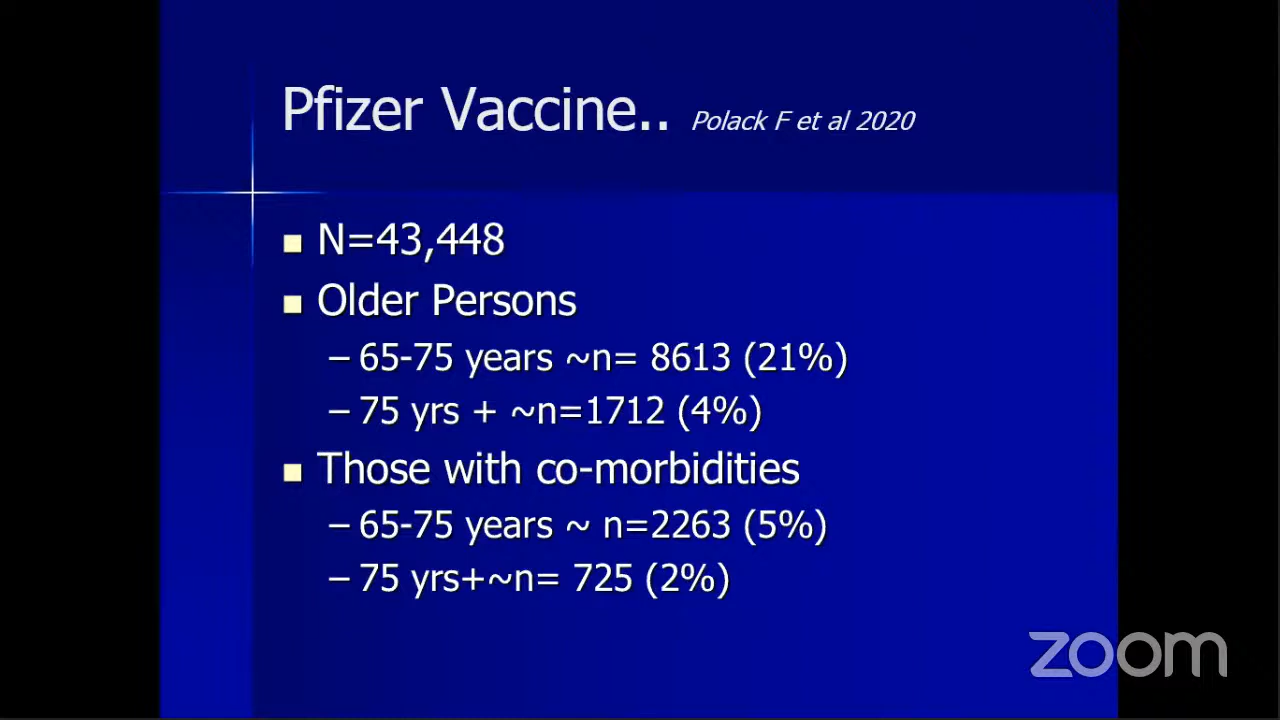 Pfizer Vaccine.. Polack F et al 2020
N=43,448
Older Persons
–65-75 years ~n= 8613 (21%)
–75 yrs + ~n=1712 (4%)
Those with co-morbidities
–65-75 years ~ n=2263 (5%)
–75 yrs+~n= 725 (2%)
zoom